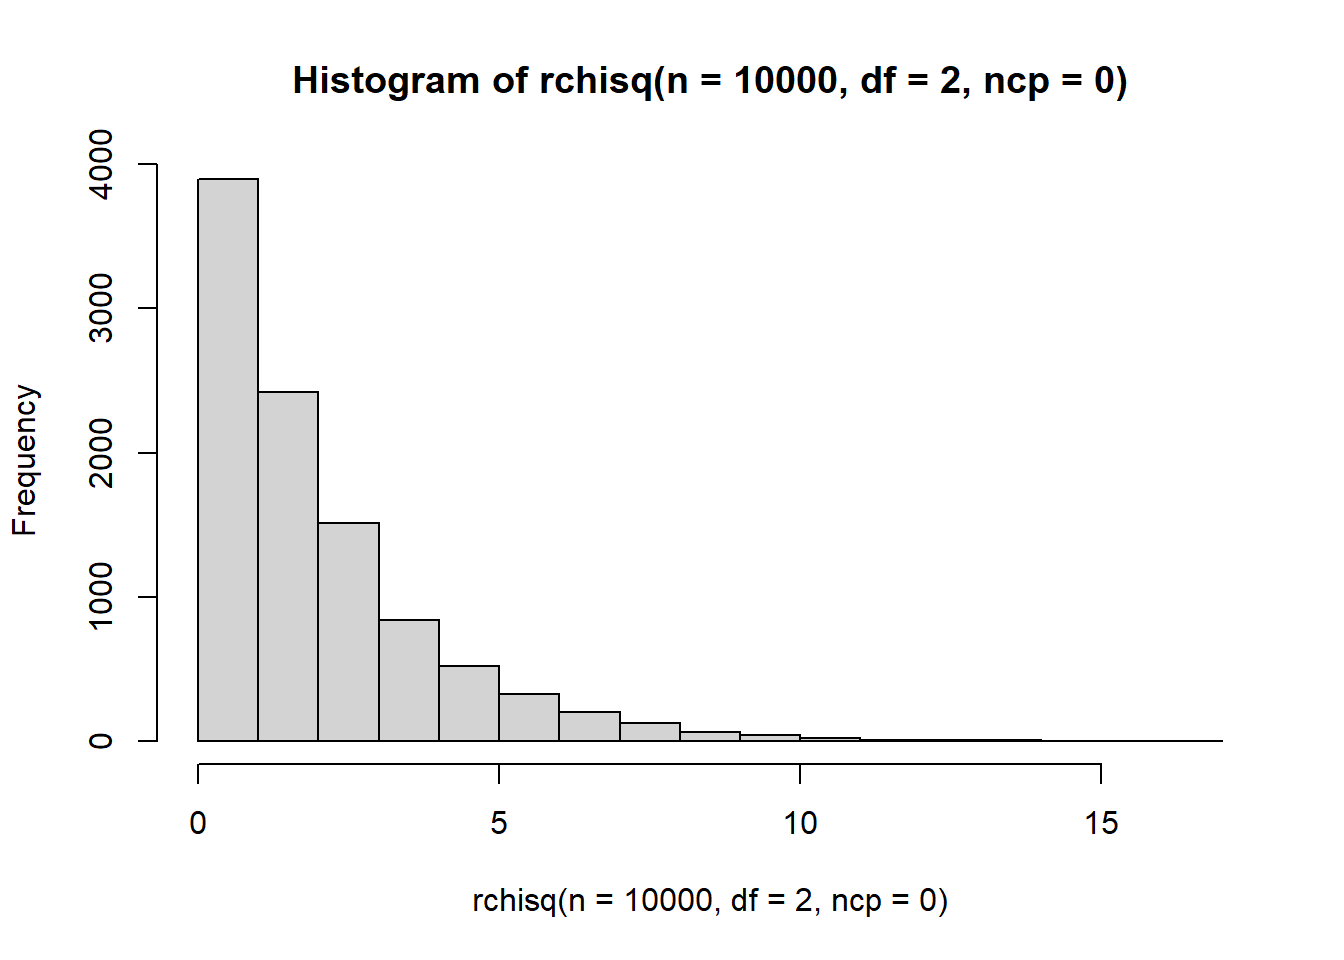 Histogram of rchisq(n = 10000, df = 2, ncp = 0)
Frequency
4000
3000
2000
1000
0
0 5 10 15
rchisq(n = 10000, df = 2, ncp = 0)